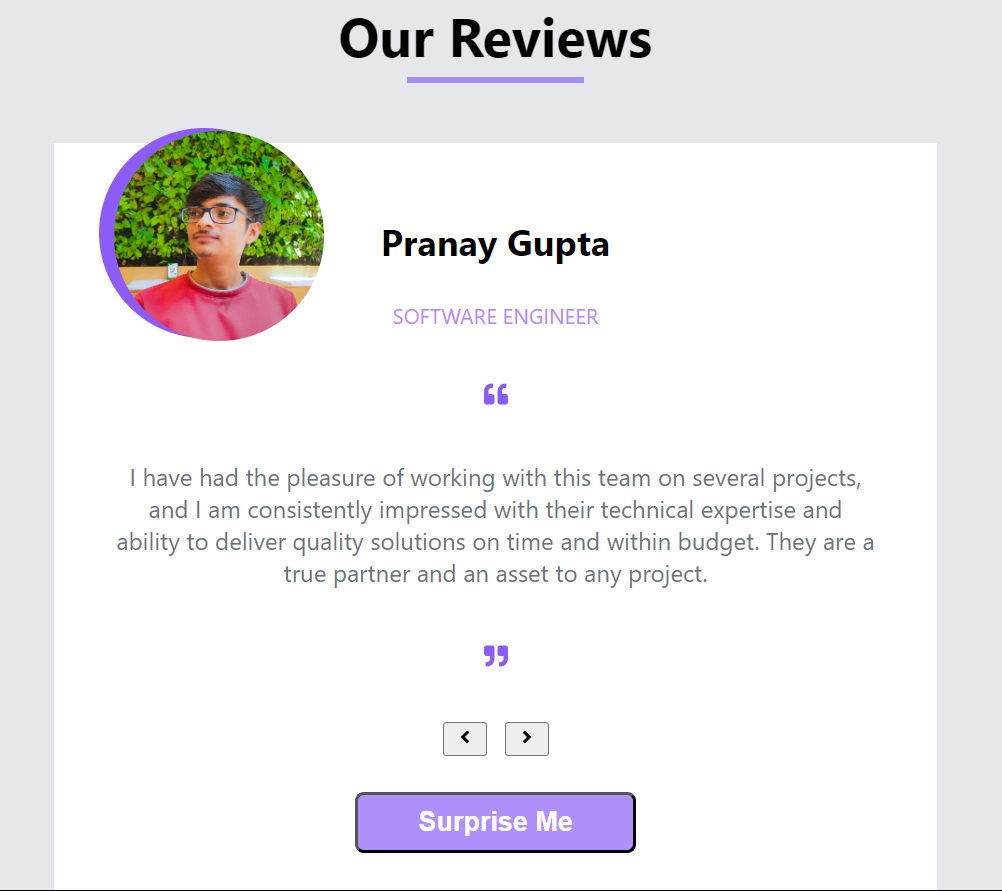 Our Reviews
Pranay Gupta
SOFTWARE ENGINEER
“
I have had the pleasure of working with this team on several projects,
and I am consistently impressed with their technical expertise and
ability to deliver quality solutions on time and within budget. They are a
true partner and an asset to any project.
”
Surprise Me